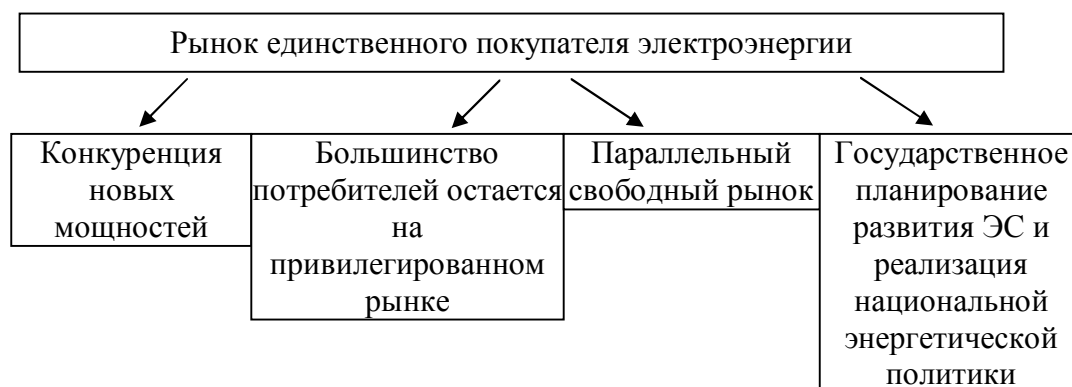 Рынок единственного покупателя электроэнергии
Конкуренция
новых
мощностей
Большинство
потребителей остается
на
привилегированном
рынке
Параллельный
свободный рынок
Государственное
планирование
развития ЭС и
реализация
национальной
энергетической
политики